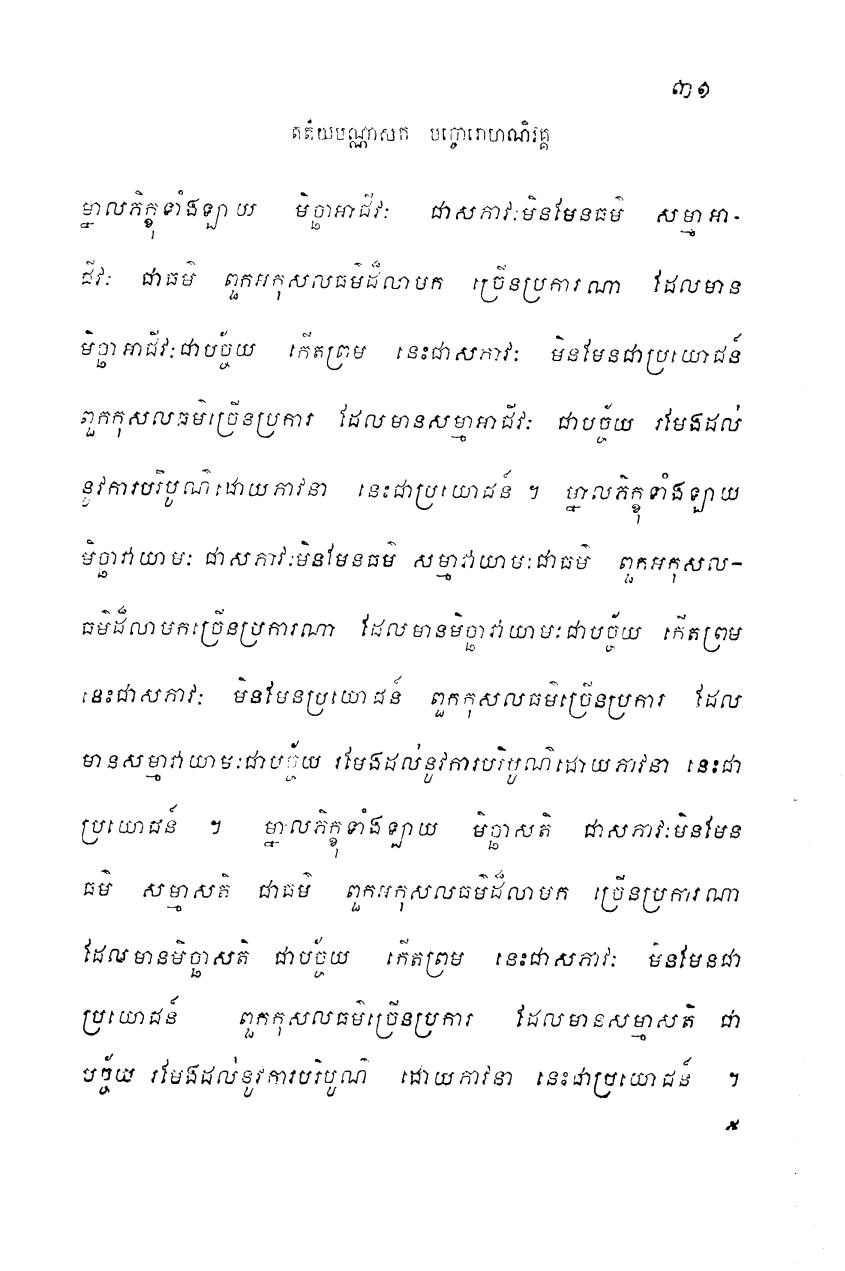 ៣១
តតិយបណ្ណាសក បច្ចោរោហណិវគ្គ
ម្នាលភិក្ខុទាំងឡាយ មិច្ឆាអាជីវៈ ជាសភាវៈមិនមែនធម៌ សម្មាអា-
ជីវៈ ជាធម៌ ពួកអកុសលធម៌ដ៏លាមក ច្រើនប្រការណា ដែលមាន
មិច្ឆាអាជីវៈជាបច្ច័យ កើតព្រម នេះជាសភាវៈ មិនមែនជាប្រយោជន៍
ពួកកុសលធម៌ច្រើនប្រការ ដែលមានសម្មាអាជីវៈ ជាបច្ច័យ រមែងដល់
នូវការបរិបូណ៌ដោយភាវនា នេះជាប្រយោជន៍ ។ ម្នាលភិក្ខុទាំងឡាយ
មិច្ឆាវាយាមៈ ជាសភាវៈមិនមែនធម៌ សម្មាវាយាមៈជាធម៌ ពួកអកុសល-
ធម៌ដ៏លាមកច្រើនប្រការណា ដែលមានមិច្ឆាវាយាមៈជាបច្ច័យ កើតព្រម
នេះជាសភាវៈ មិនមែនប្រយោជន៍ ពួកកុសលធម៌ច្រើនប្រការ ដែល
មានសម្មាវាយាមៈជាបច្ច័យ រមែងដល់នូវការបរិបូណ៌ដោយភាវនា នេះជា
ប្រយោជន៍ ។ ម្នាលភិក្ខុទាំងឡាយ មិច្ឆាសតិ ជាសភាវៈមិនមែន
ធម៌ សម្មាសតិ ជាធម៌ ពួកអកុសលធម៌ដ៏លាមក ច្រើនប្រការណា
ដែលមានមិច្ឆាសតិ ជាបច្ច័យ កើតព្រម នេះជាសភាវៈ មិនមែនជា
ប្រយោជន៍ ពួកកុសលធម៌ច្រើនប្រការ ដែលមានសម្មាសតិ ជា
បច្ច័យ រមែងដល់នូវការបរិបូណ៌ ដោយភាវនា នេះជាប្រយោជន៍ ។